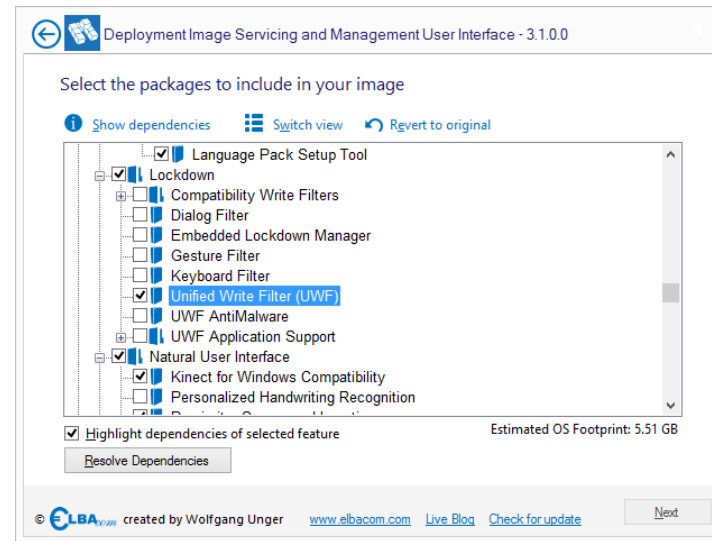 Deployment Image Servicing and Management User Interface - 3.1.0.0
Select the packages to include in your image
Show dependencies Switch view Revert to original
Language Pack Setup Tool
Lockdown
Compatibility Write Filters
Dialog Filter
Embedded Lockdown Manager
Gesture Filter
Keyboard Filter
Unified Write Filter (UWF)
UWF AntiMalware
UWF Application Support
Natural User Interface
Kinect for Windows Compatibility
Personalized Handwriting Recognition
Highlight dependencies of selected feature Estimated OS Footprint: 5.51 GB
Resolve Dependencies
© ELBAcom created by Wolfgang Unger www.elbacom.com Live Blog Check for update Next